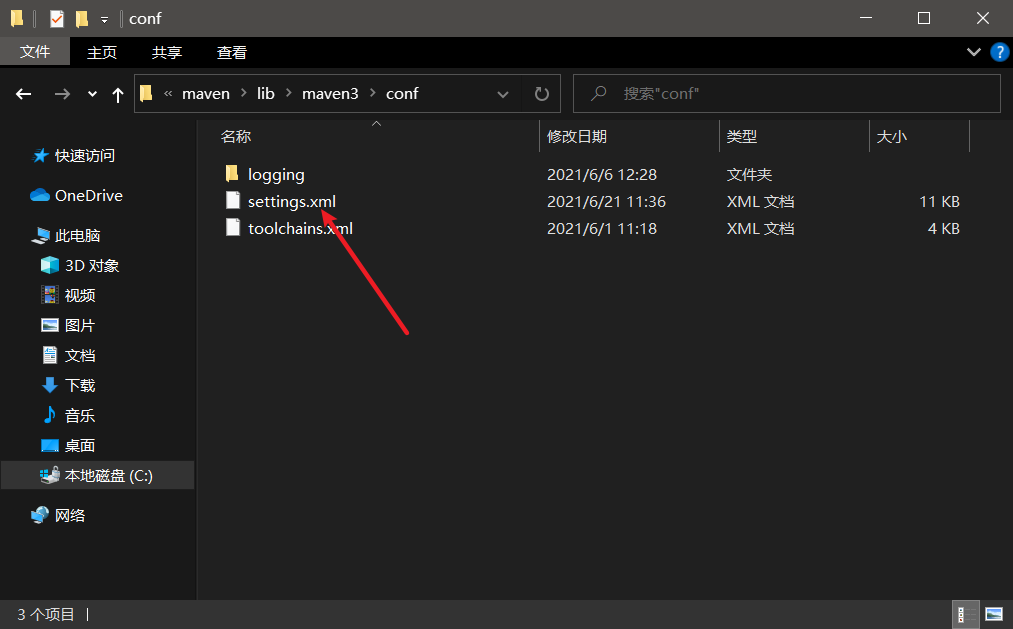 conf
文件 主页 共享 查看
« maven lib maven3 conf 搜索"conf"
名称 修改日期 类型 大小
快速访问
OneDrive
此电脑
3D 对象
视频
图片
文档
下载
音乐
桌面
本地磁盘 (C:)
网络
logging 2021/6/6 12:28 文件夹
settings.xml 2021/6/21 11:36 XML 文档 11 KB
toolchains.xml 2021/6/1 11:18 XML 文档 4 KB
3 个项目